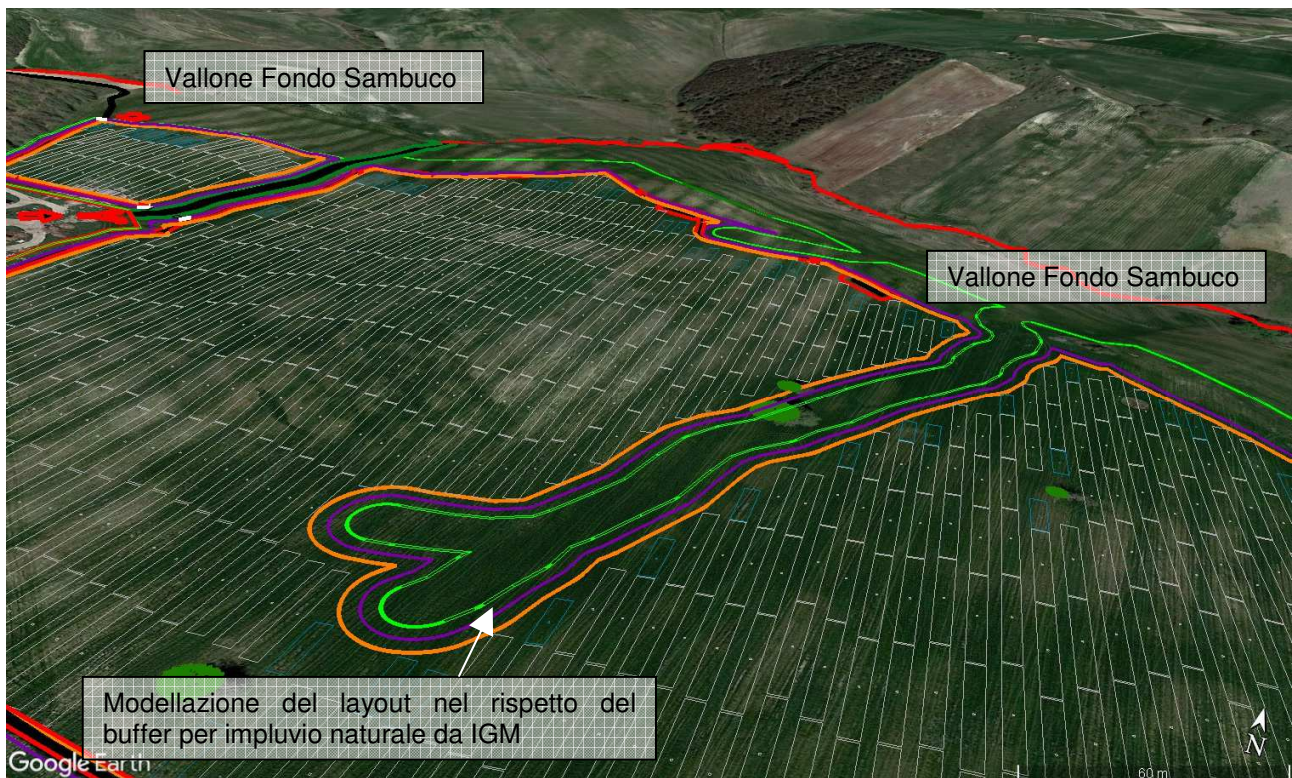 Vallone Fondo Sambuco
Vallone Fondo Sambuco
Modellazione del layout nel rispetto del
buffer per impluvio naturale da IGM
Google Earth
N
60 m